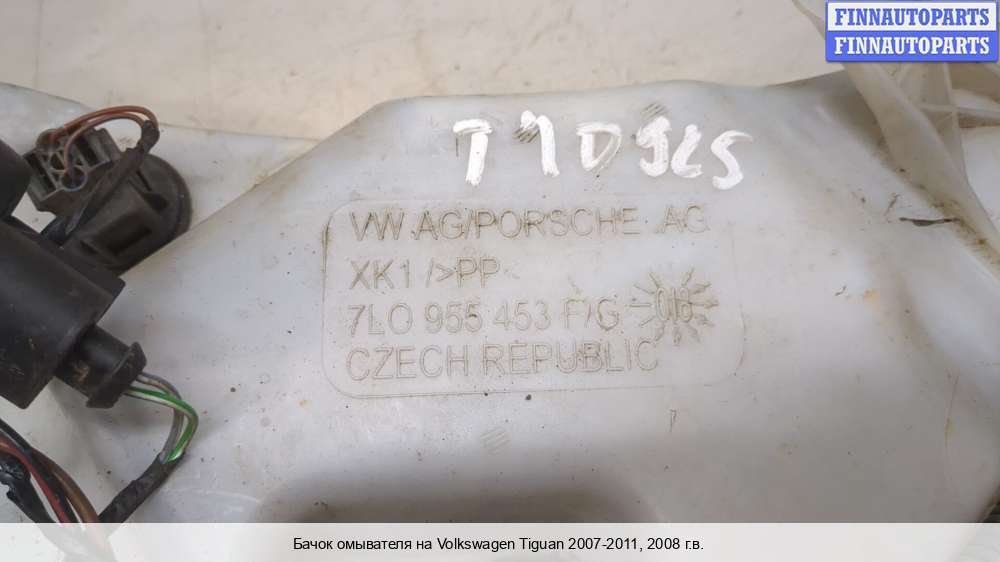 FINNAUTOPARTS
FINNAUTOPARTS
VW AG/PORSCHE AG
XK1 />PP<
7L0 955 453 F/G
CZECH REPUBLIC
Бачок омывателя на Volkswagen Tiguan 2007-2011, 2008 г.в.